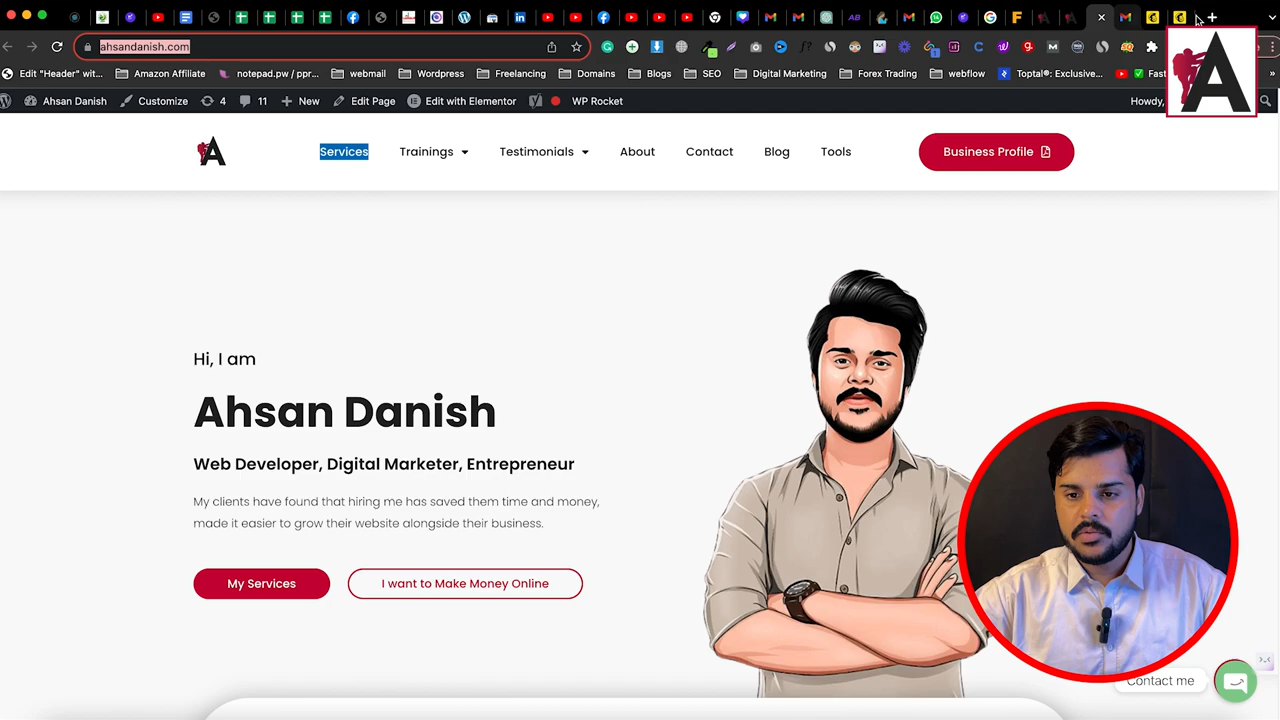 AB
ahsandanish.com
Edit "Header" wit...
Amazon Affiliate
notepad.pw / ppr...
webmail
Wordpress
Freelancing
Domains
Blogs
SEO
Digital Marketing
Forex Trading
webflow
Toptal®: Exclusive...
Ahsan Danish
Customize
4
11
New
Edit Page
Edit with Elementor
WP Rocket
Howdy,
A
A
Services
Trainings
Testimonials
About
Contact
Blog
Tools
Business Profile
Hi, I am
Ahsan Danish
Web Developer, Digital Marketer, Entrepreneur
My clients have found that hiring me has saved them time and money,
made it easier to grow their website alongside their business.
My Services
I want to Make Money Online
Contact me